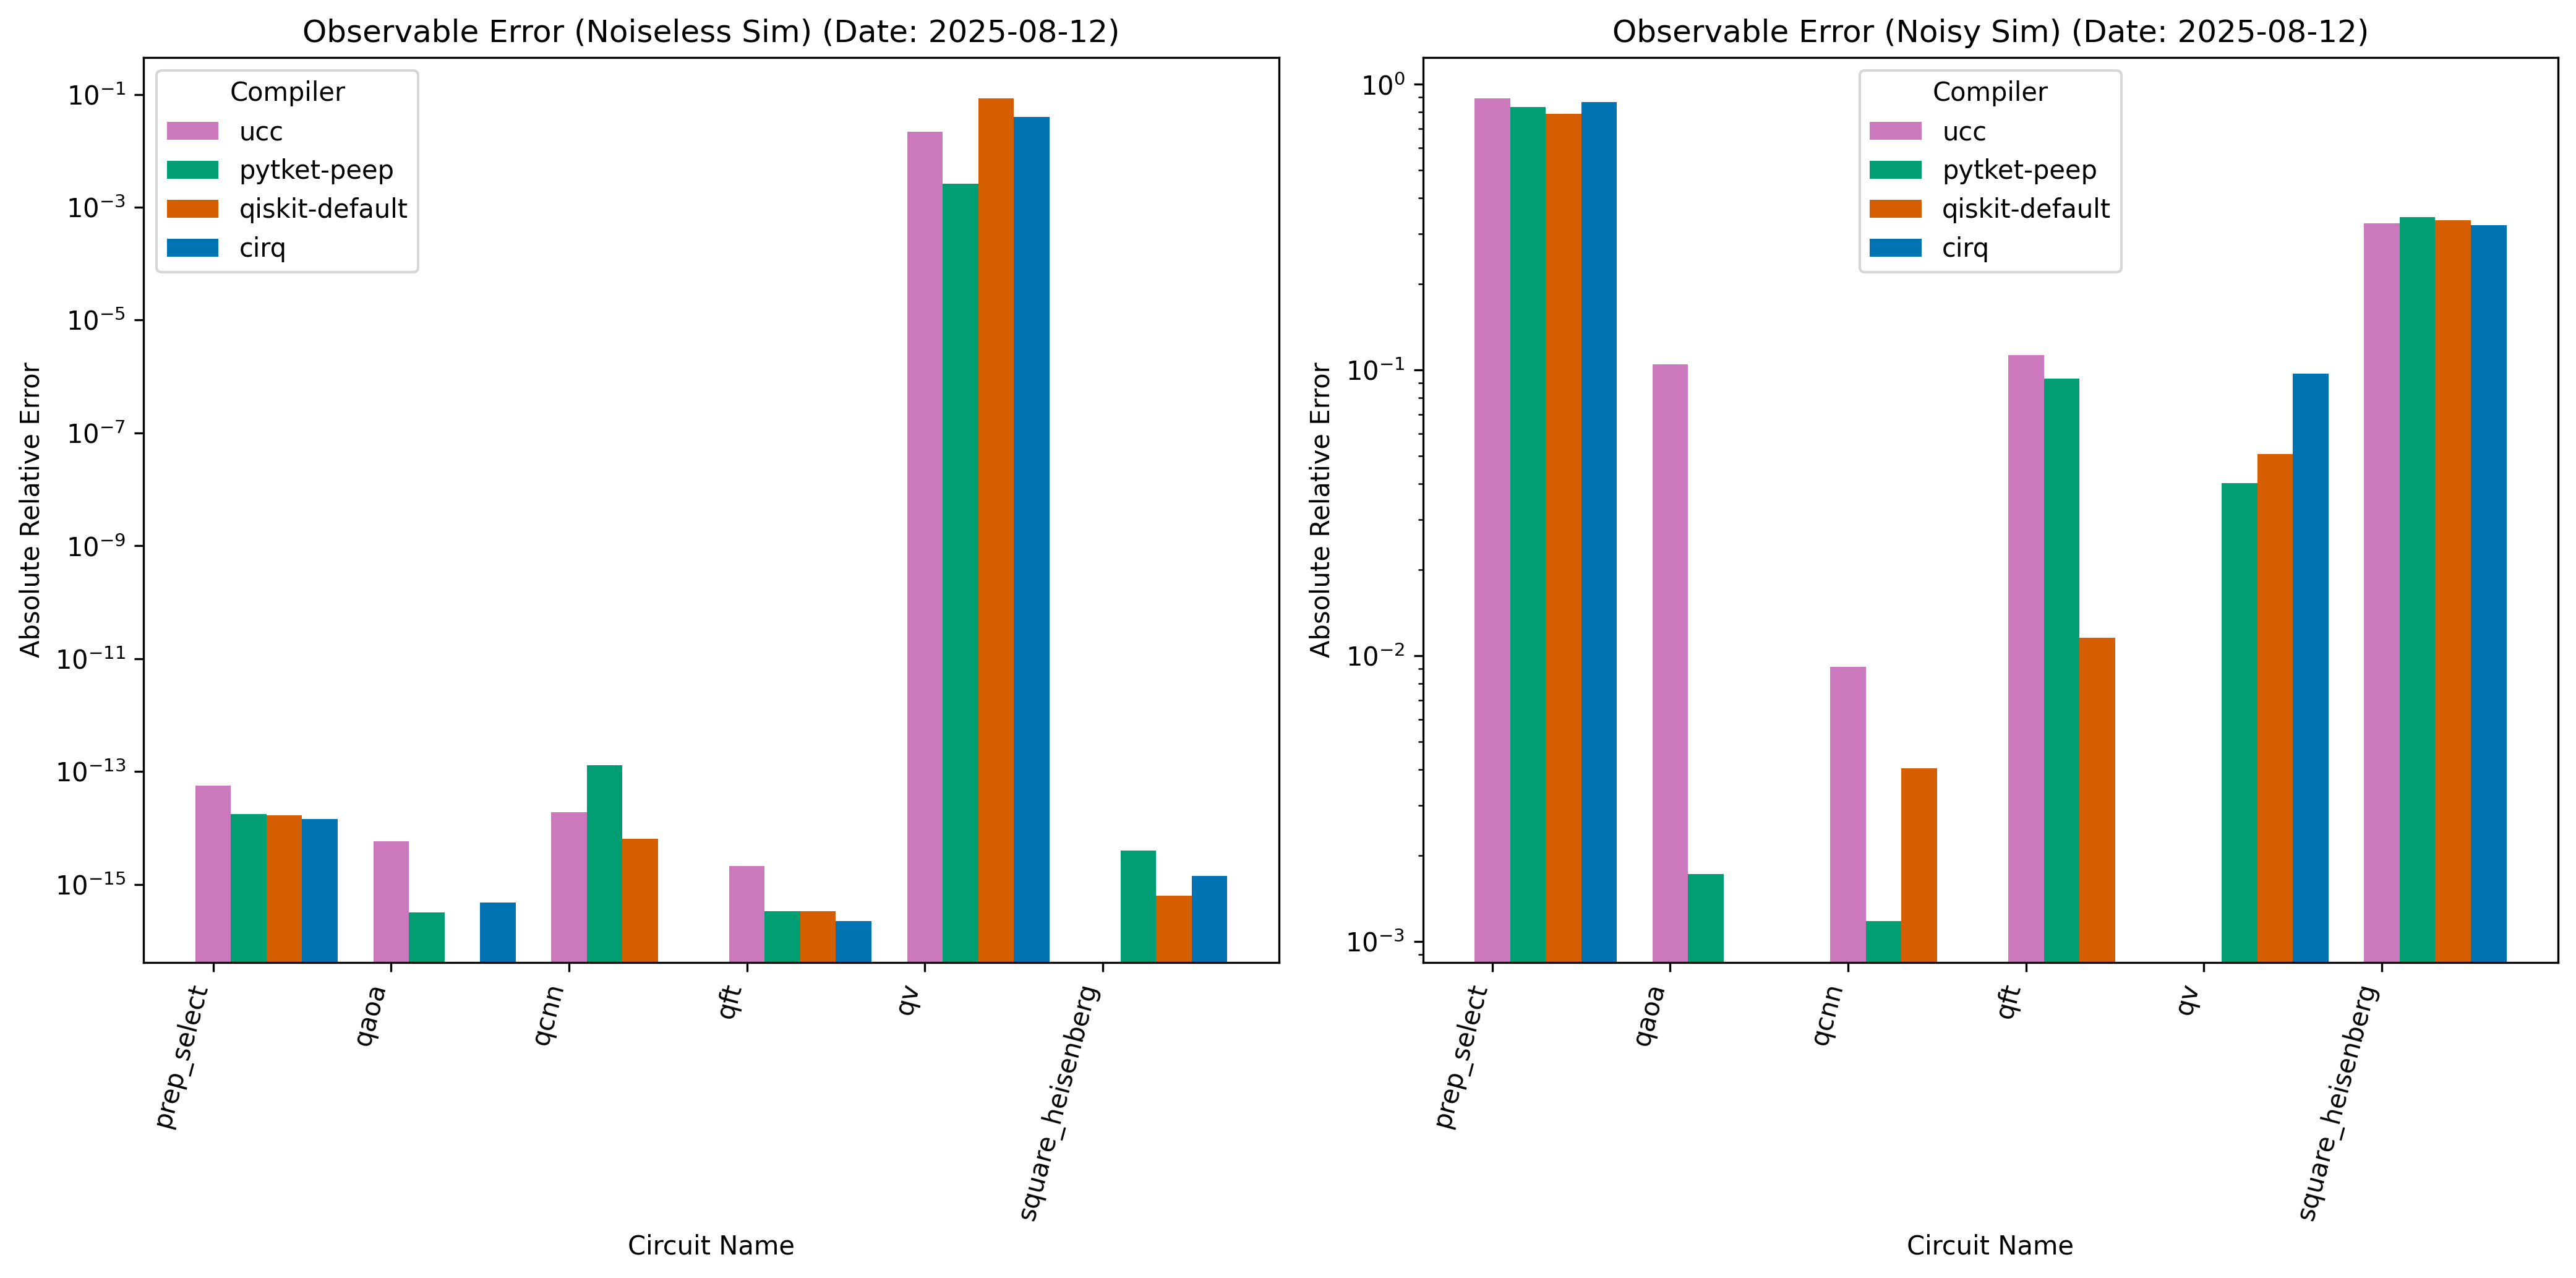 Observable Error (Noiseless Sim) (Date: 2025-08-12)
Absolute Relative Error
10⁻¹
10⁻³
10⁻⁵
10⁻⁷
10⁻⁹
10⁻¹¹
10⁻¹³
10⁻¹⁵
Compiler
ucc
pytket-peep
qiskit-default
cirq
prep_select
qaoa
qcnn
qft
qv
square_heisenberg
Circuit Name
Observable Error (Noisy Sim) (Date: 2025-08-12)
Absolute Relative Error
10⁰
10⁻¹
10⁻²
10⁻³
Compiler
ucc
pytket-peep
qiskit-default
cirq
prep_select
qaoa
qcnn
qft
qv
square_heisenberg
Circuit Name